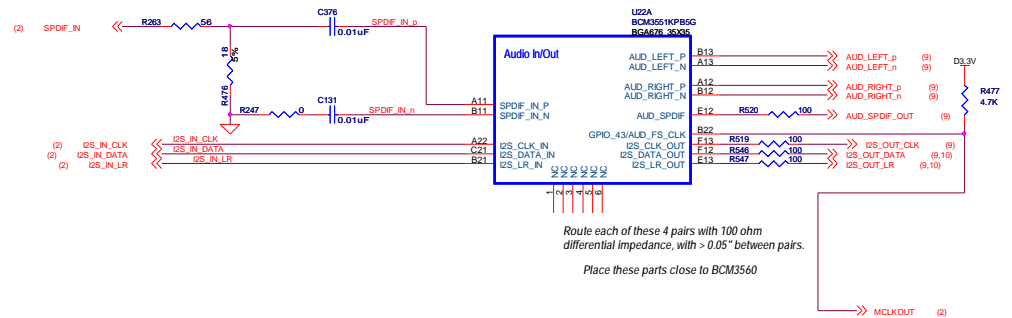 (2) SPDIF_IN
R263
56
C376
0.01uF
SPDIF_IN_p
18
5%
R476
R247
0
C131
0.01uF
SPDIF_IN_n
(2) I2S_IN_CLK
I2S_IN_CLK
(2) I2S_IN_DATA
I2S_IN_DATA
(2) I2S_IN_LR
I2S_IN_LR
U22A
BCM3551KPB5G
BGA676_35X35
Audio In/Out
A11 SPDIF_IN_P
B11 SPDIF_IN_N
A22 I2S_CLK_IN
C21 I2S_DATA_IN
B21 I2S_LR_IN
AUD_LEFT_P B13
AUD_LEFT_N A13
AUD_RIGHT_P A12
AUD_RIGHT_N B12
AUD_SPDIF E12
GPIO_43/AUD_FS_CLK B22
I2S_CLK_OUT F13
I2S_DATA_OUT F12
I2S_LR_OUT E13
NC NC NC NC NC NC
1 2 3 4 5 6
AUD_LEFT_p (9)
AUD_LEFT_n (9)
AUD_RIGHT_p (9)
AUD_RIGHT_n (9)
R520 100 AUD_SPDIF_OUT (9)
R519 100 I2S_OUT_CLK (9)
R546 100 I2S_OUT_DATA (9,10)
R547 100 I2S_OUT_LR (9,10)
D3.3V
R477
4.7K
Route each of these 4 pairs with 100 ohm
differential impedance, with > 0.05" between pairs.
Place these parts close to BCM3560
MCLKOUT (2)